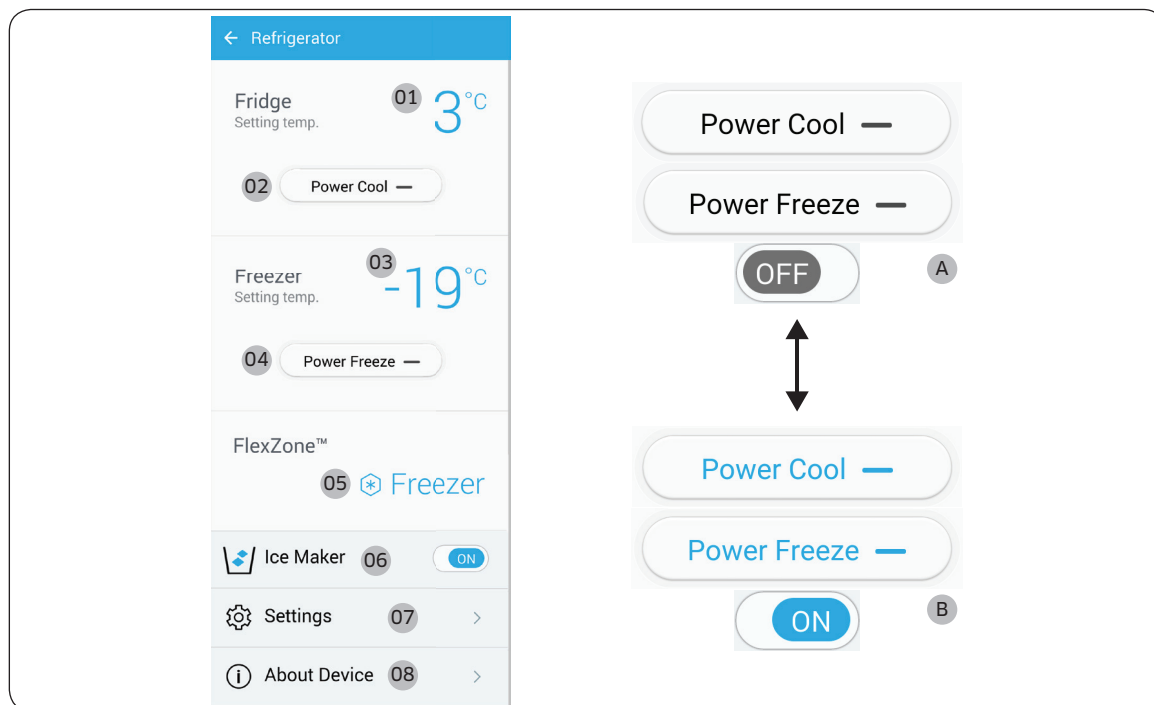 ← Refrigerator
Fridge 01 3°C
Setting temp.
02 Power Cool —
Freezer 03 -19°C
Setting temp.
04 Power Freeze —
FlexZone™
05 Freezer
Ice Maker 06 ON
Settings 07 >
About Device 08 >
Power Cool —
Power Freeze —
OFF A
Power Cool —
Power Freeze —
ON B